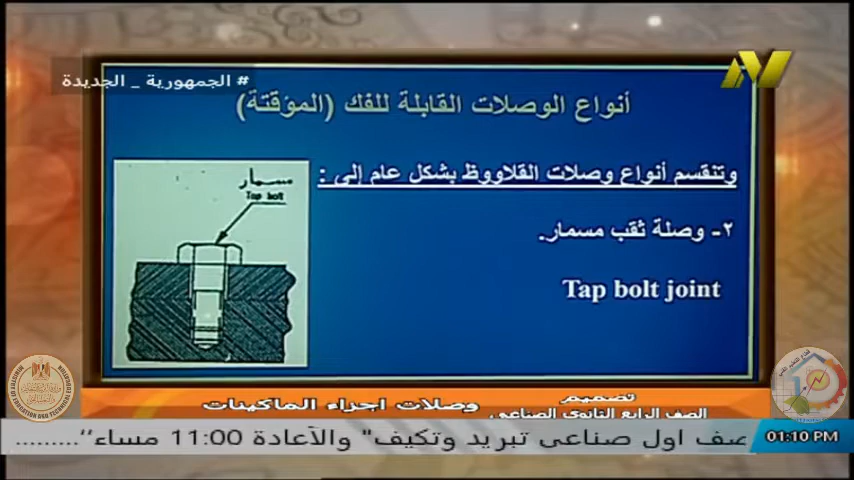 # الجمهورية _ الجديدة
أنواع الوصلات القابلة للفك (المؤقتة)
وتنقسم أنواع وصلات القلاووظ بشكل عام إلى :
٢- وصلة ثقب مسمار.
Tap bolt joint
مسمار
Tap bolt
تصميم
الصف الرابع الثانوى الصناعى
وصلات اجزاء الماكينات
صف اول صناعى تبريد وتكيف" والآعادة 11:00 مساء‘‘.........
01:10 PM